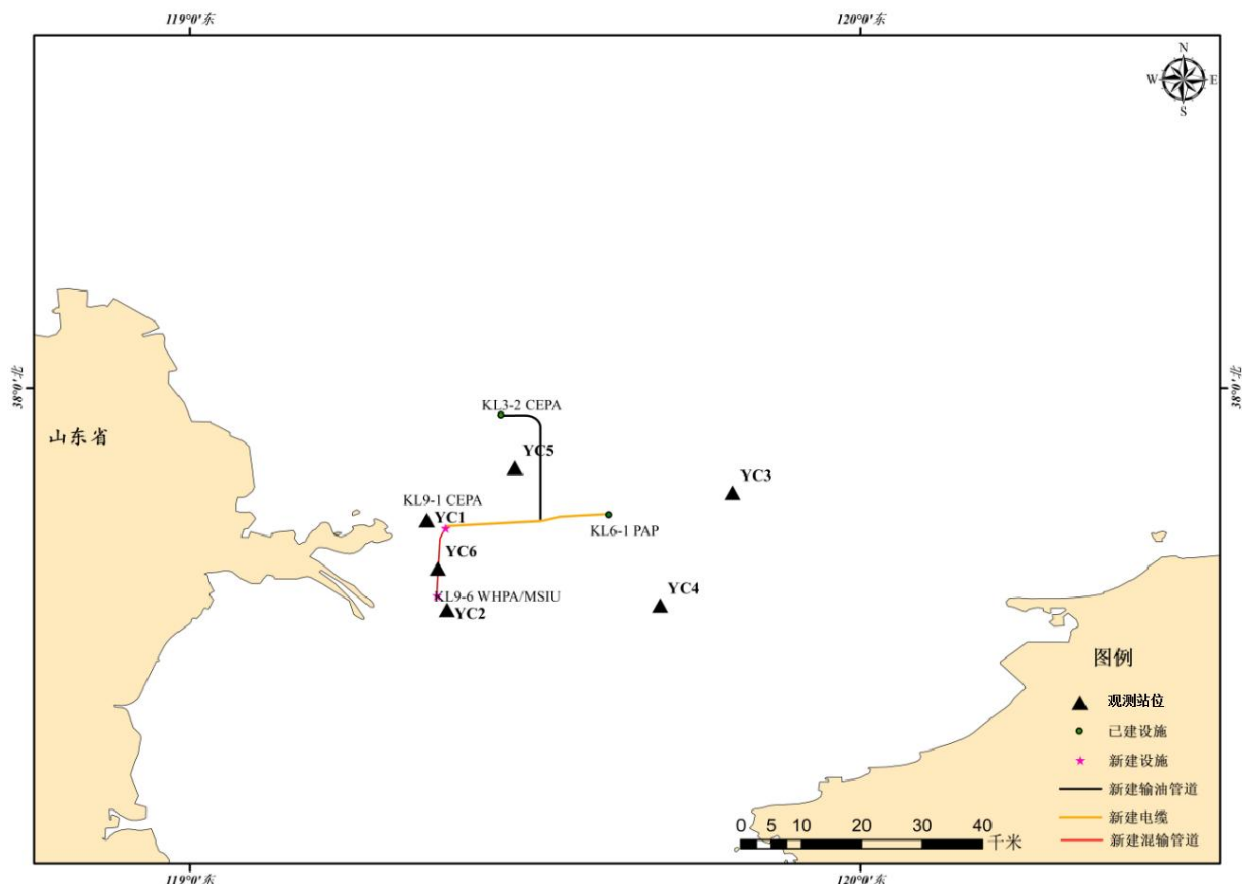 119°0'东
120°0'东
N
W
E
S
38°0'北
38°0'北
KL3-2 CEPA
山东省
YC5
YC3
KL9-1 CEPA
YC1
KL6-1 PAP
YC6
KL9-6 WHPA/MSIU
YC2
YC4
图例
观测站位
已建设施
新建设施
新建输油管道
新建电缆
新建混输管道
0 5 10 20 30 40
千米
119°0'东
120°0'东